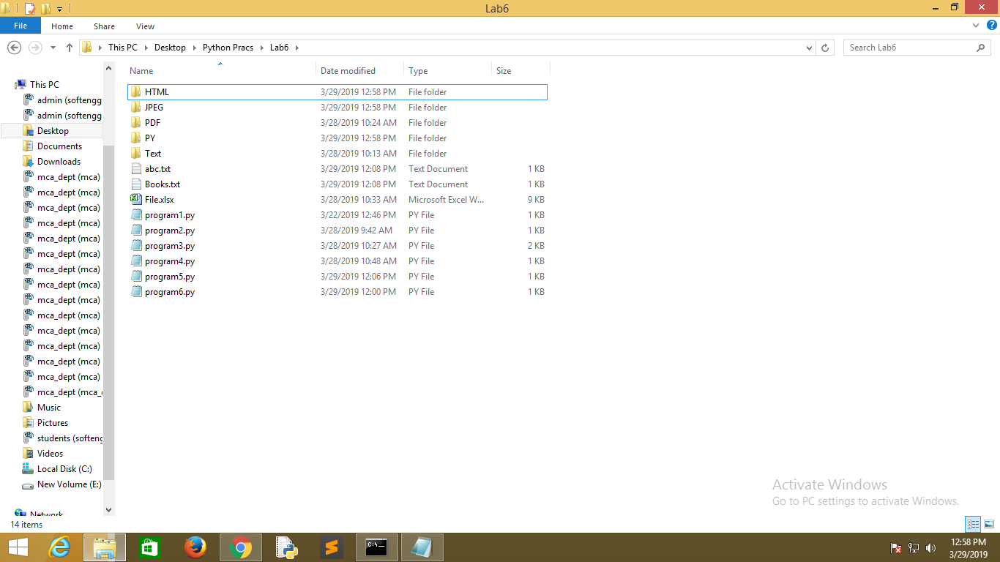 Lab6
File Home Share View
This PC Desktop Python Pracs Lab6 Search Lab6
Name Date modified Type Size
This PC
admin (softengg
admin (softengg
Desktop
Documents
Downloads
mca_dept (mca)
mca_dept (mca)
mca_dept (mca)
mca_dept (mca)
mca_dept (mca)
mca_dept (mca)
mca_dept (mca)
mca_dept (mca)
mca_dept (mca)
mca_dept (mca)
mca_dept (mca)
mca_dept (mca)
mca_dept (mca)
mca_dept (mca)
mca_dept (mca_
Music
Pictures
students (softeng
Videos
Local Disk (C:)
New Volume (E:)
Network
HTML 3/29/2019 12:58 PM File folder
JPEG 3/29/2019 12:58 PM File folder
PDF 3/28/2019 10:24 AM File folder
PY 3/29/2019 12:58 PM File folder
Text 3/28/2019 10:13 AM File folder
abc.txt 3/29/2019 12:08 PM Text Document 1 KB
Books.txt 3/29/2019 12:08 PM Text Document 1 KB
File.xlsx 3/28/2019 10:33 AM Microsoft Excel W... 9 KB
program1.py 3/22/2019 12:46 PM PY File 1 KB
program2.py 3/28/2019 9:42 AM PY File 1 KB
program3.py 3/28/2019 10:27 AM PY File 2 KB
program4.py 3/28/2019 10:48 AM PY File 1 KB
program5.py 3/29/2019 12:06 PM PY File 1 KB
program6.py 3/29/2019 12:00 PM PY File 1 KB
Activate Windows
Go to PC settings to activate Windows.
14 items
12:58 PM
3/29/2019